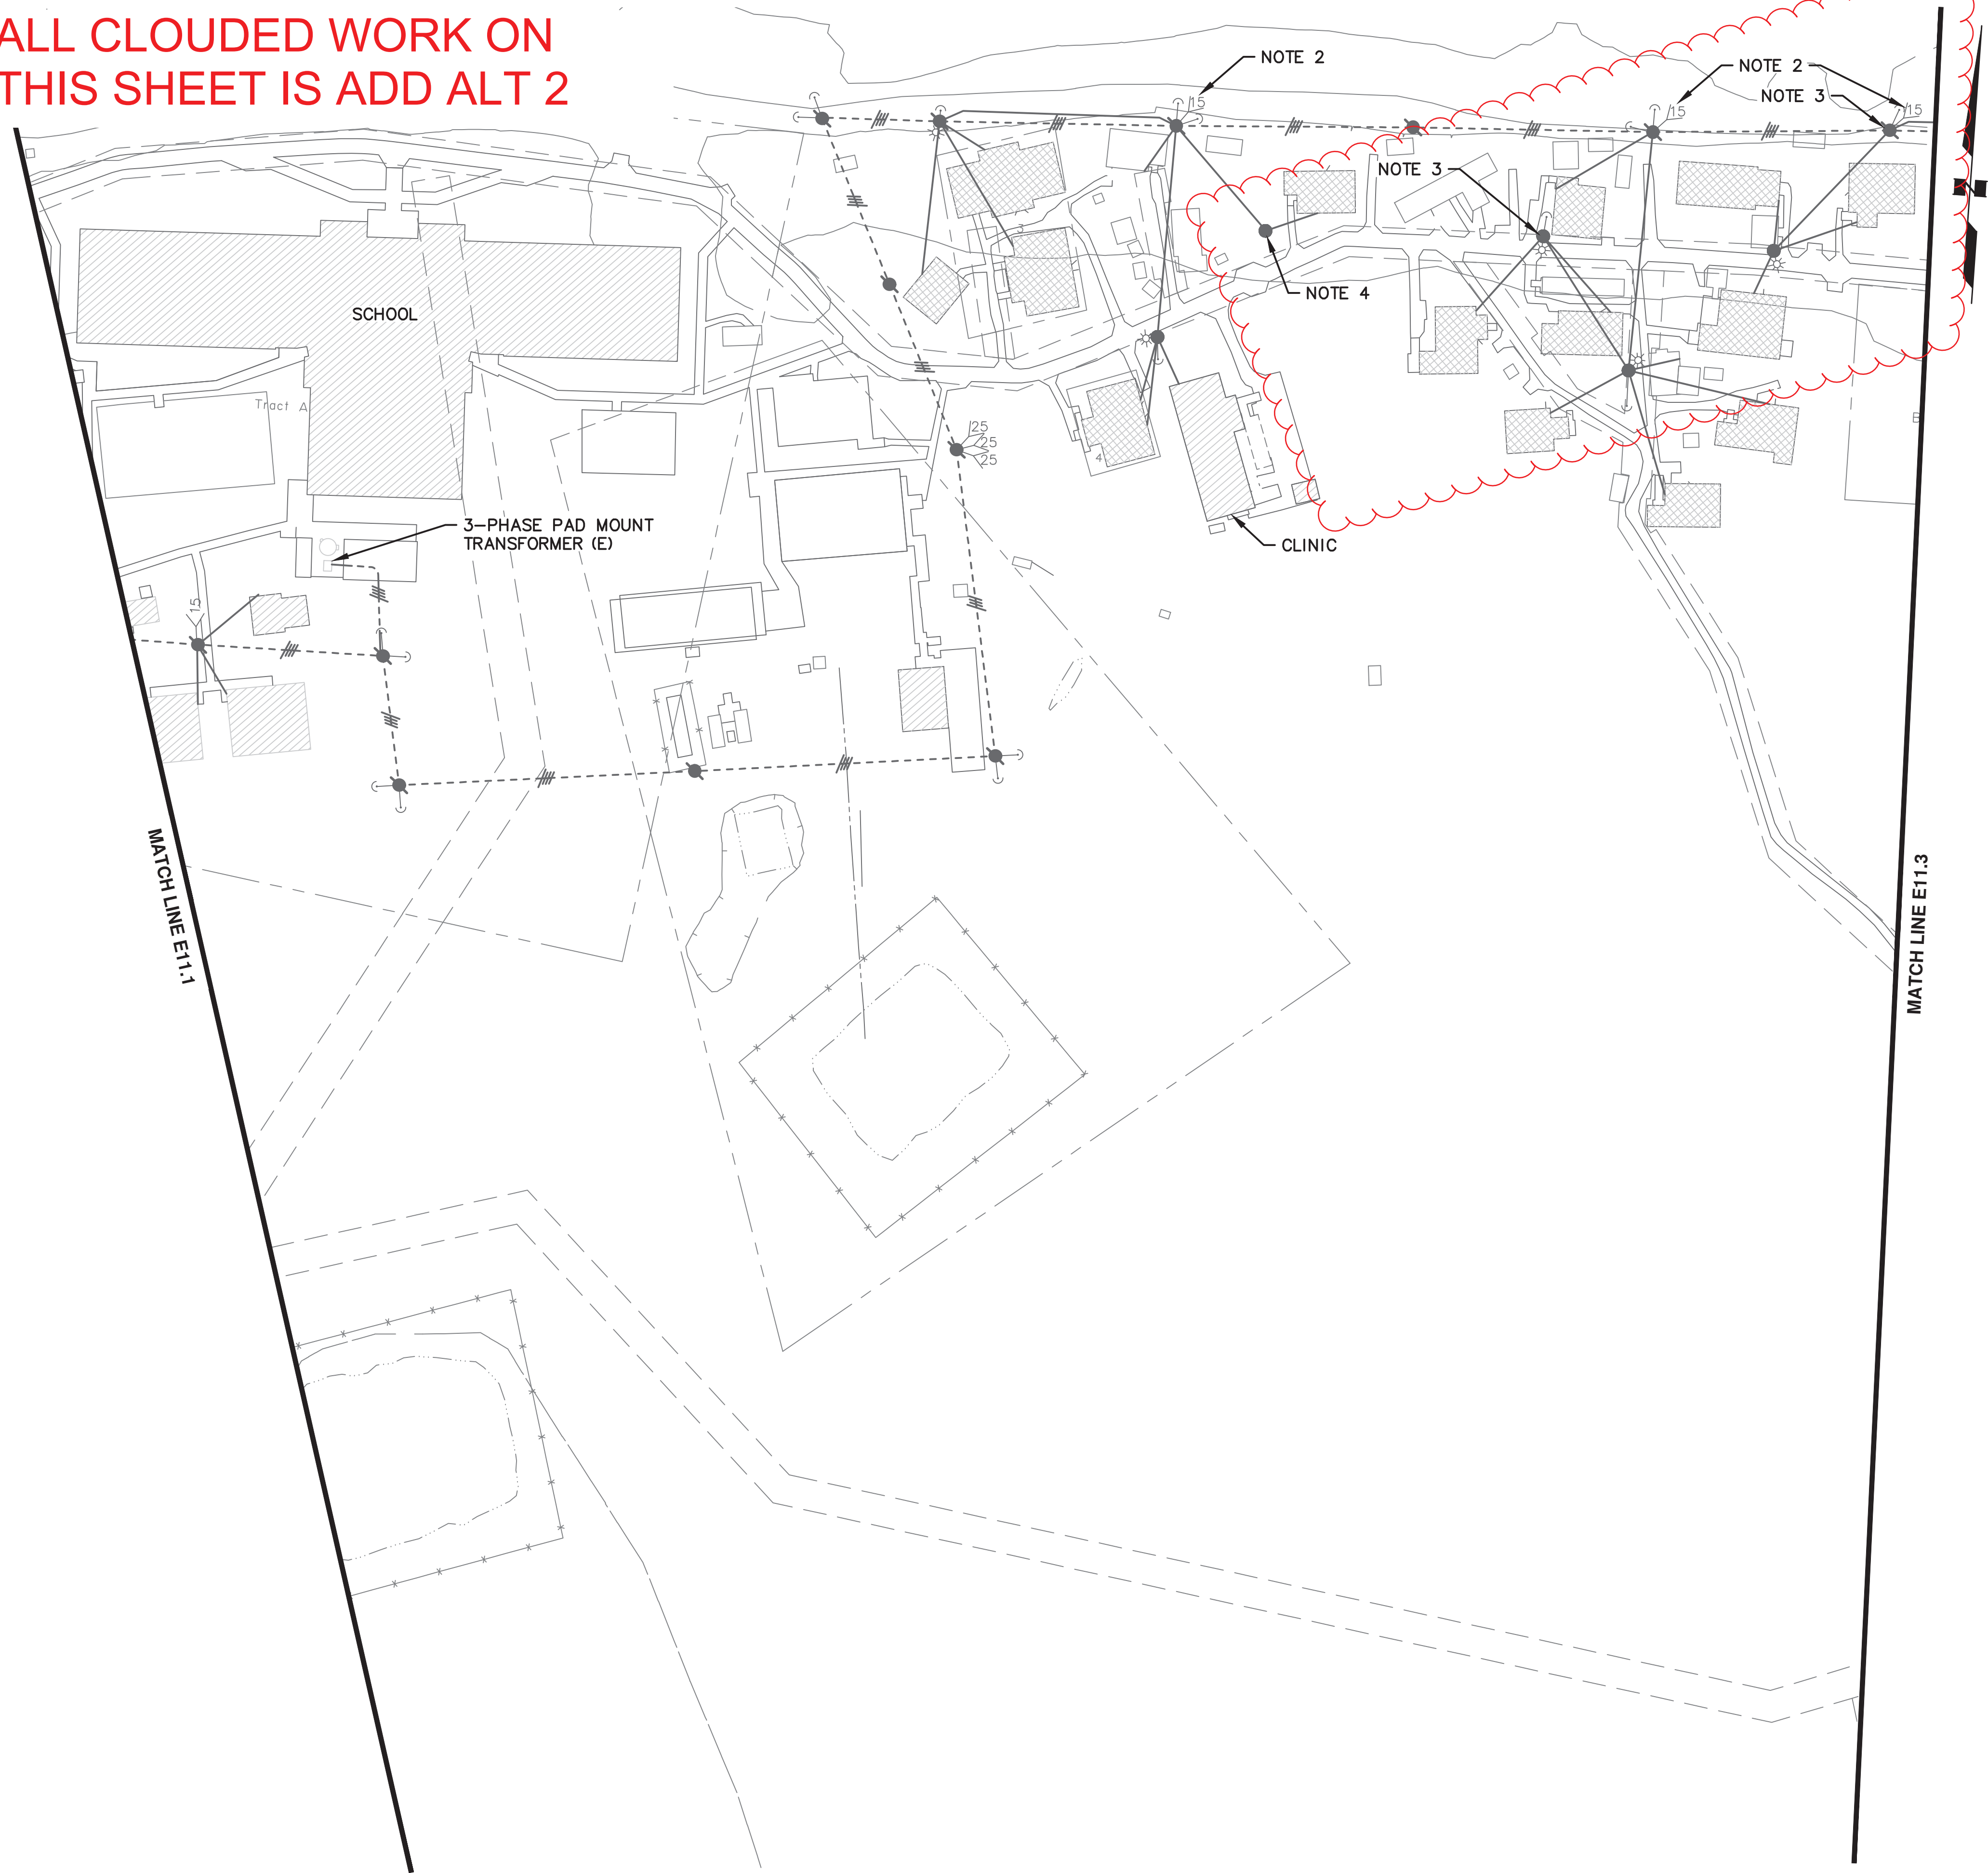 ALL CLOUDED WORK ON
THIS SHEET IS ADD ALT 2
NOTE 2
NOTE 2
NOTE 3
15
15
15
NOTE 3
3
NOTE 4
SCHOOL
Tract A
25
25
25
4
3-PHASE PAD MOUNT
TRANSFORMER (E)
CLINIC
15
MATCH LINE E11.1
MATCH LINE E11.3